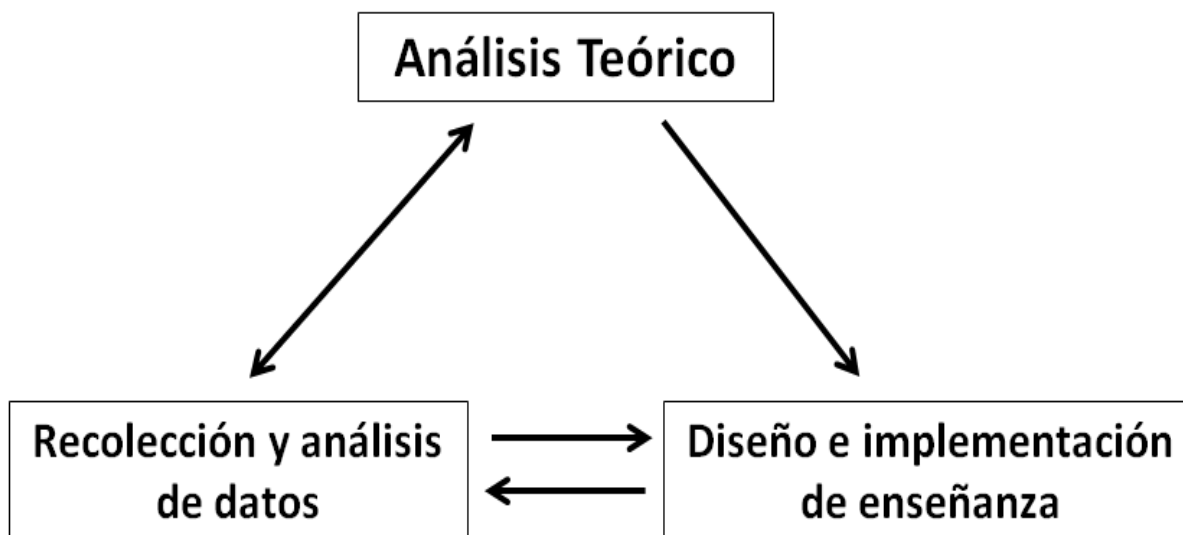 Análisis Teórico
Recolección y análisis
de datos
Diseño e implementación
de enseñanza